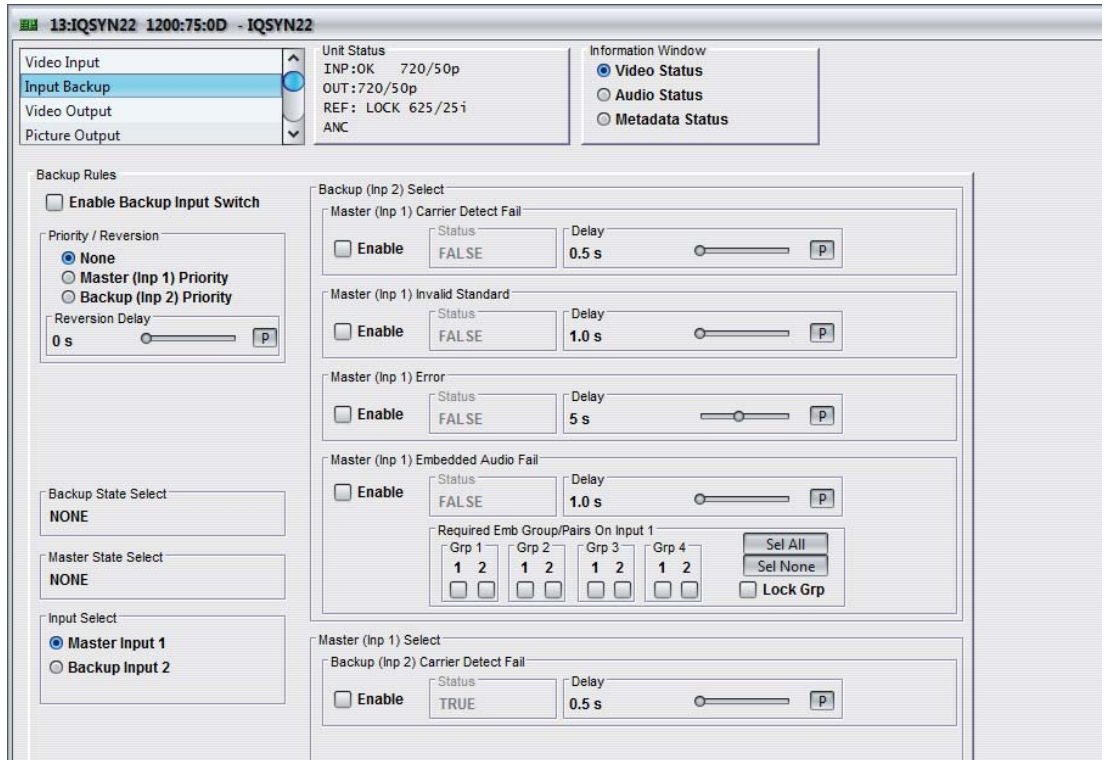 13:IQSYN22 1200:75:0D - IQSYN22
Video Input
Input Backup
Video Output
Picture Output
Unit Status
INP:OK 720/50p
OUT:720/50p
REF: LOCK 625/25i
ANC
Information Window
Video Status
Audio Status
Metadata Status
Backup Rules
Enable Backup Input Switch
Priority / Reversion
None
Master (Inp 1) Priority
Backup (Inp 2) Priority
Reversion Delay
0 s P
Backup State Select
NONE
Master State Select
NONE
Input Select
Master Input 1
Backup Input 2
Backup (Inp 2) Select
Master (Inp 1) Carrier Detect Fail
Enable
Status
FALSE
Delay
0.5 s P
Master (Inp 1) Invalid Standard
Enable
Status
FALSE
Delay
1.0 s P
Master (Inp 1) Error
Enable
Status
FALSE
Delay
5 s P
Master (Inp 1) Embedded Audio Fail
Enable
Status
FALSE
Delay
1.0 s P
Required Emb Group/Pairs On Input 1
Grp 1 Grp 2 Grp 3 Grp 4
1 2 1 2 1 2 1 2
Sel All
Sel None
Lock Grp
Master (Inp 1) Select
Backup (Inp 2) Carrier Detect Fail
Enable
Status
TRUE
Delay
0.5 s P